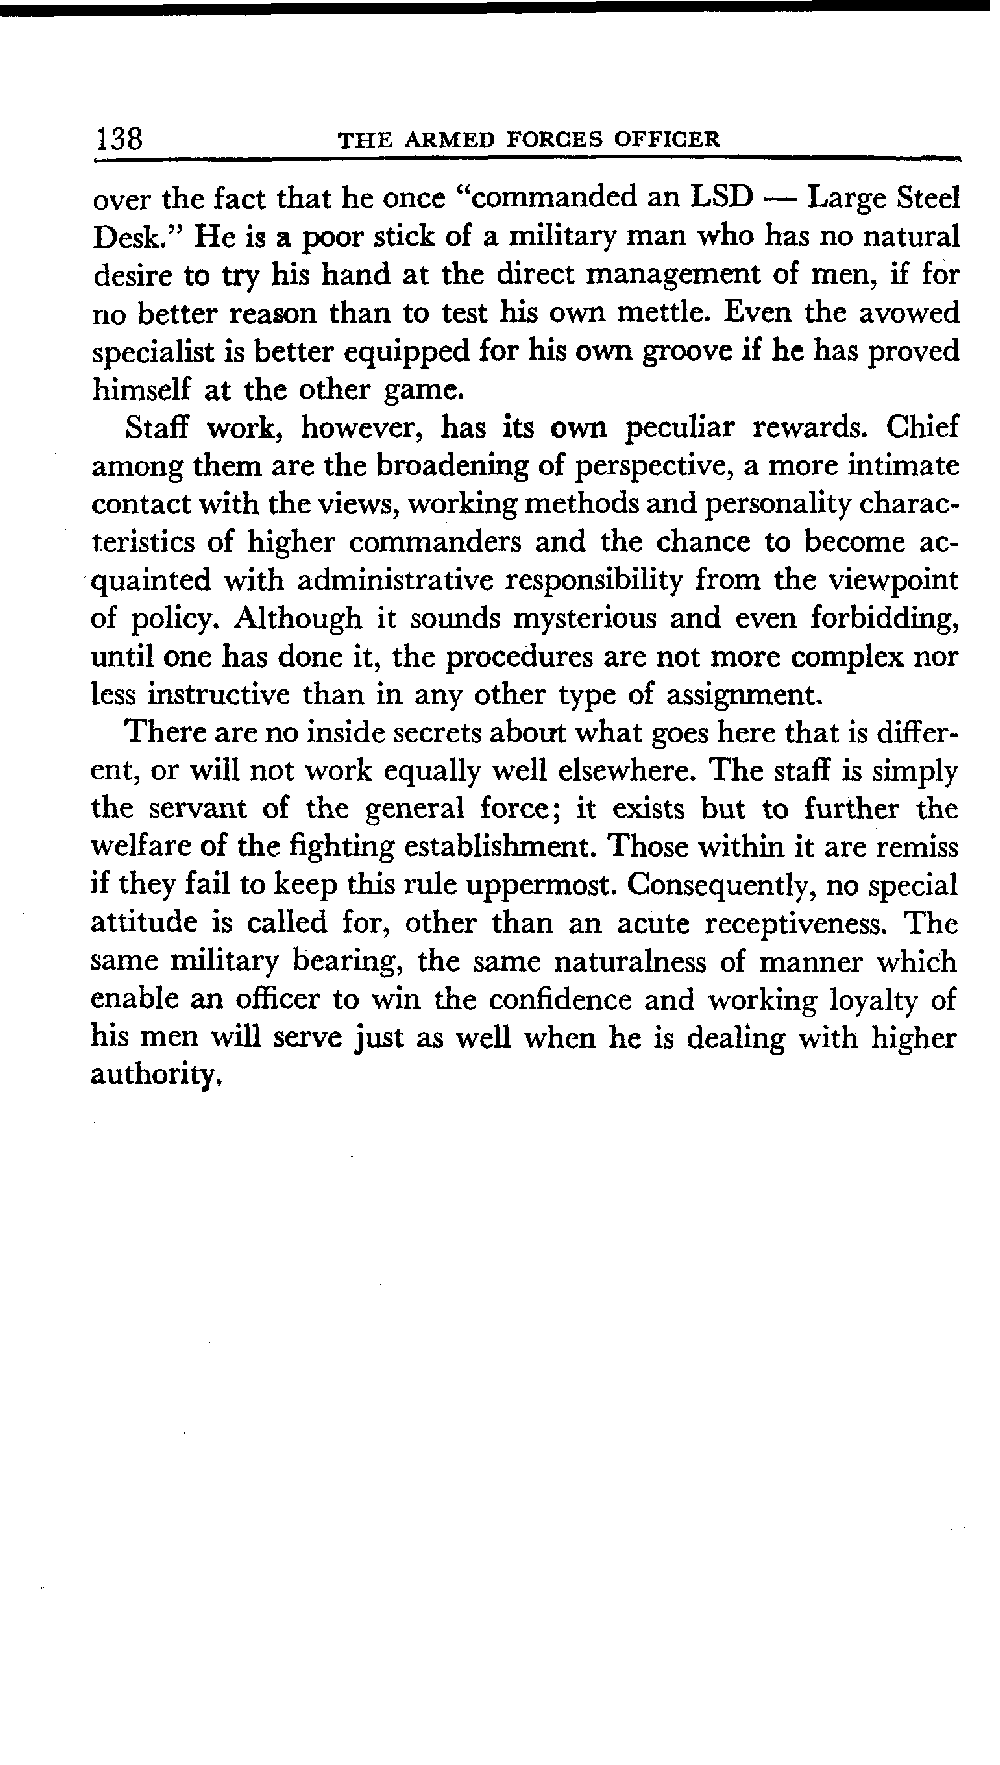 138 THE ARMED FORCES OFFICER
over the fact that he once “commanded an LSD — Large Steel
Desk.” He is a poor stick of a military man who has no natural
desire to try his hand at the direct management of men, if for
no better reason than to test his own mettle. Even the avowed
specialist is better equipped for his own groove if he has proved
himself at the other game.
Staff work, however, has its own peculiar rewards. Chief
among them are the broadening of perspective, a more intimate
contact with the views, working methods and personality charac-
teristics of higher commanders and the chance to become ac-
quainted with administrative responsibility from the viewpoint
of policy. Although it sounds mysterious and even forbidding,
until one has done it, the procedures are not more complex nor
less instructive than in any other type of assignment.
There are no inside secrets about what goes here that is differ-
ent, or will not work equally well elsewhere. The staff is simply
the servant of the general force; it exists but to further the
welfare of the fighting establishment. Those within it are remiss
if they fail to keep this rule uppermost. Consequently, no special
attitude is called for, other than an acute receptiveness. The
same military bearing, the same naturalness of manner which
enable an officer to win the confidence and working loyalty of
his men will serve just as well when he is dealing with higher
authority.